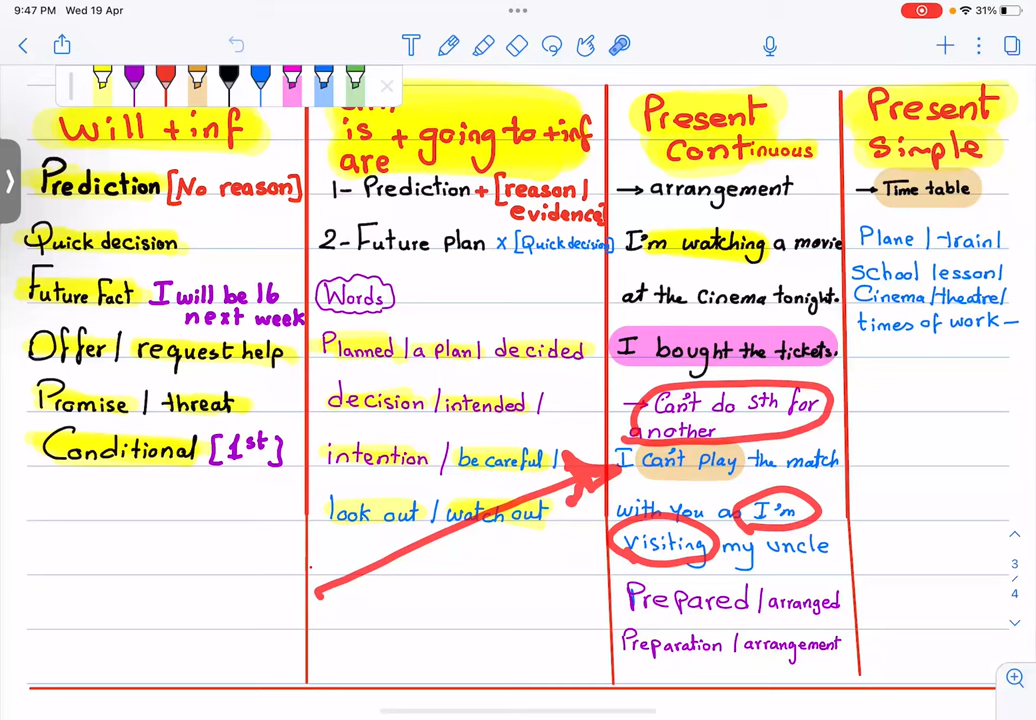 9:47 PM Wed 19 Apr
31%
will + inf
Prediction [No reason]
Quick decision
Future Fact I will be 16
next week
Offer / request help
Promise / threat
Conditional [1st]
is + going to + inf
are
1- Prediction + [reason /
evidence]
2- Future plan x [Quick decision]
Words
Planned / a plan / decided
decision / intended /
intention / be careful /
look out / watch out
Present
continuous
→ arrangement
I'm watching a movie
at the cinema tonight.
I bought the tickets.
→ Can't do sth for
another
I can't play the match
with you as I'm
visiting my uncle
Prepared / arranged
Preparation / arrangement
Present
simple
→ Time table
Plane / train /
school lesson /
Cinema / theatre /
times of work -
3
/
4